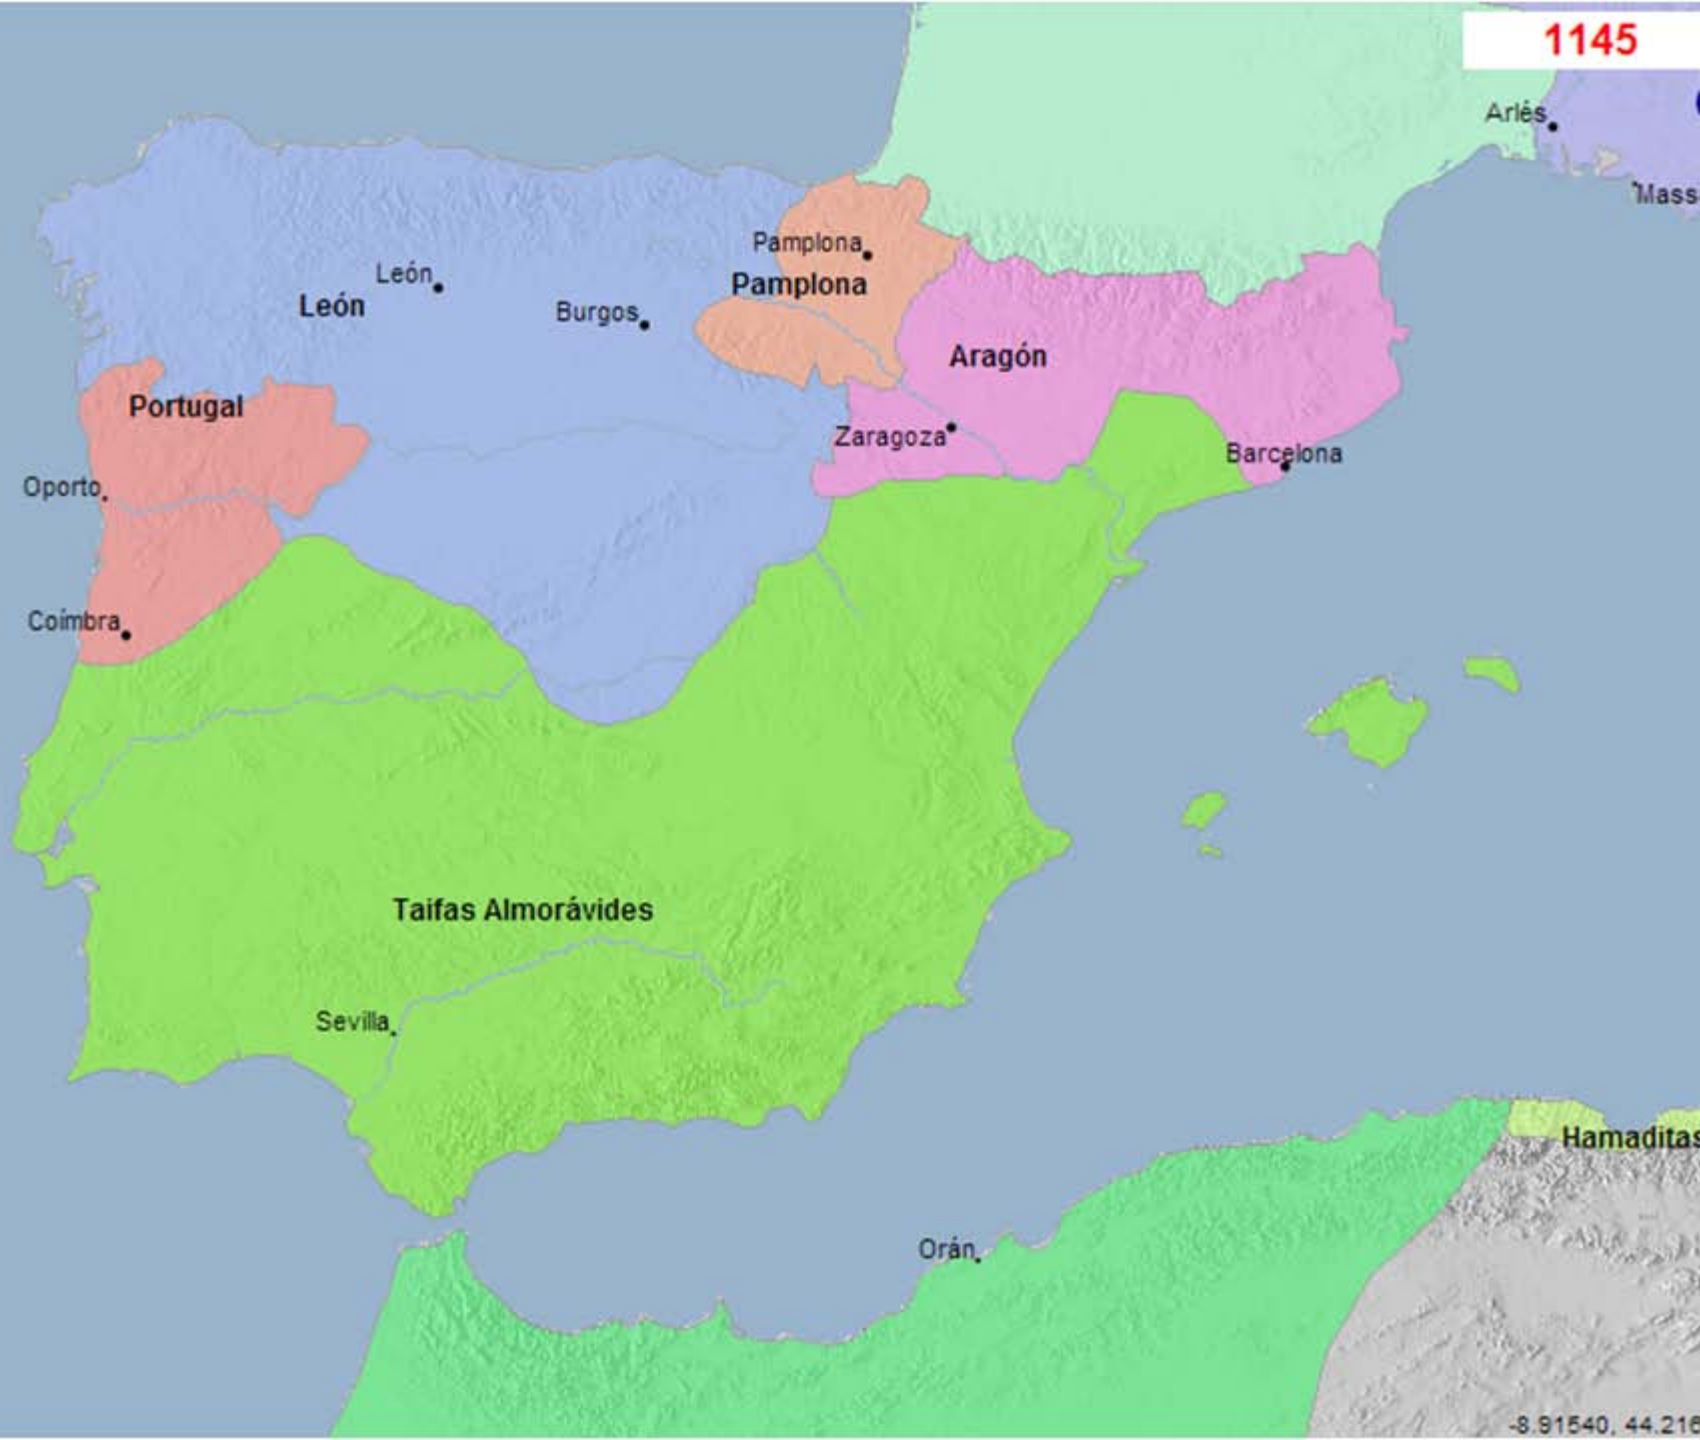 1145
Arlés
Mass
Pamplona
Pamplona
León
León
Burgos
Aragón
Portugal
Zaragoza
Barcelona
Oporto
Coímbra
Taifas Almorávides
Sevilla
Hamaditas
Orán
-8.91540, 44.216